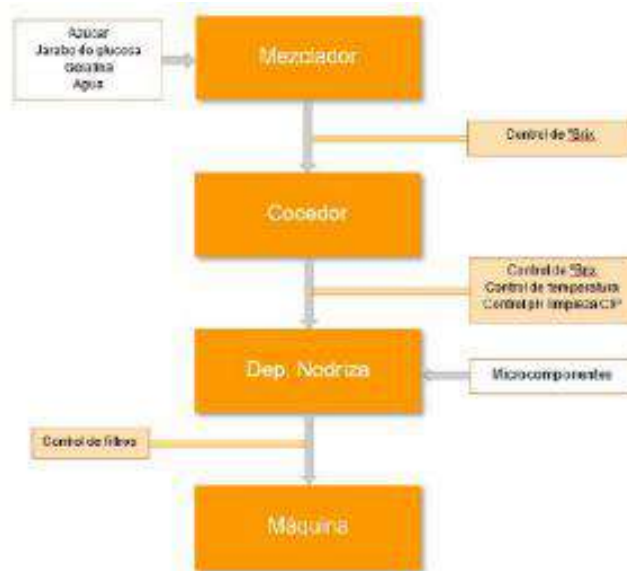 Azúcar
Jarabe de glucosa
Gelatina
Agua
Mezclador
Control de °Brix
Cocedor
Control de °Brix
Control de temperatura
Control pH limpieza CIP
Dep. Nodriza
Microcomponentes
Control de filtros
Máquina